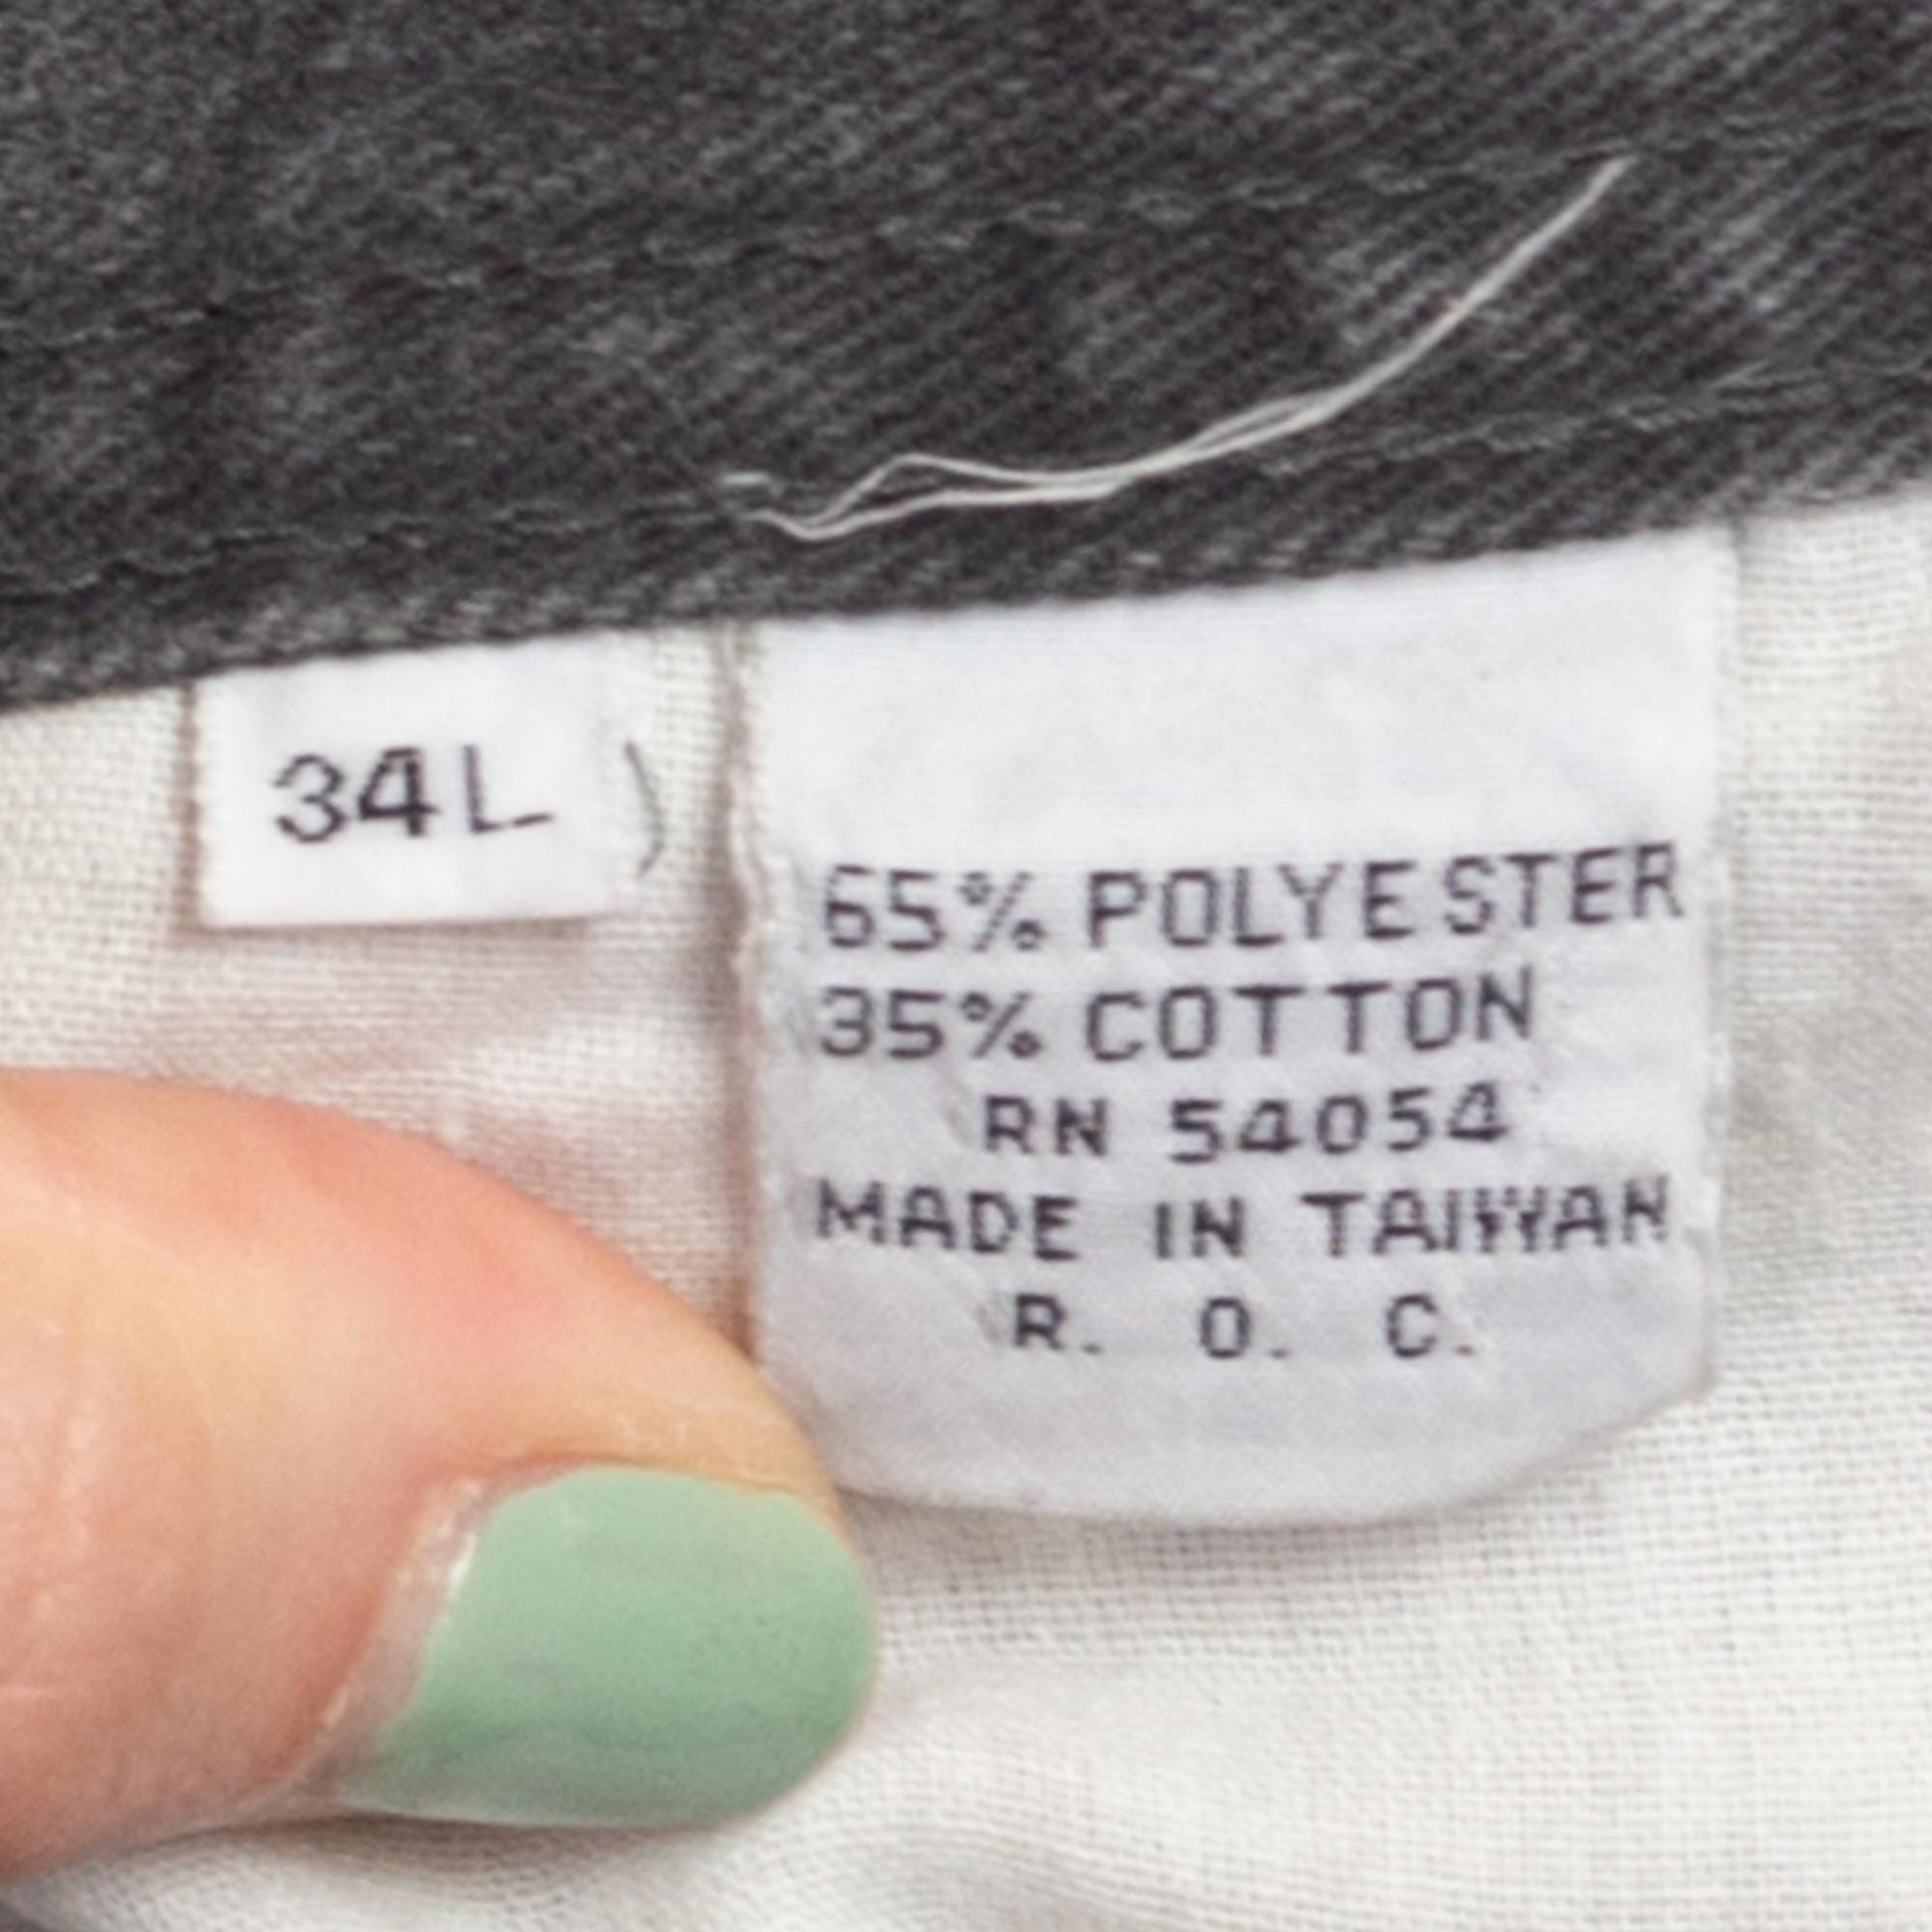 34L
65% POLYESTER
35% COTTON
RN 54054
MADE IN TAIWAN
R. O. C.